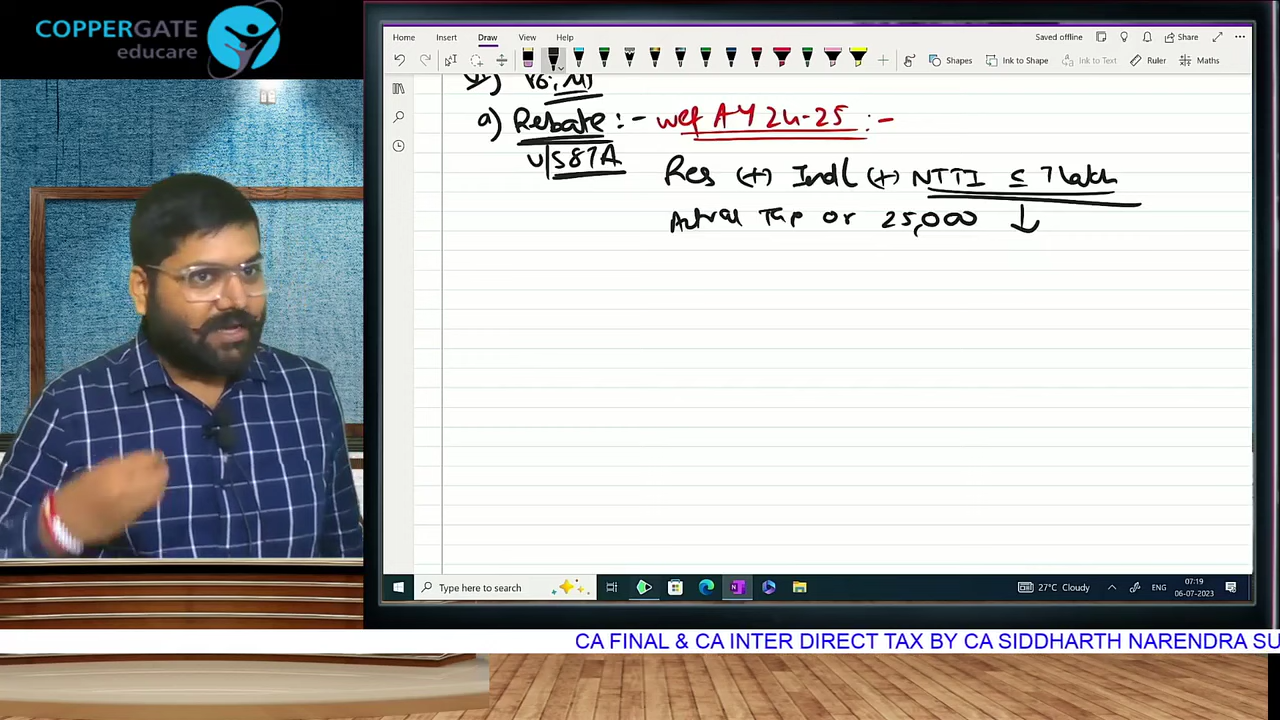 COPPERGATE
educare
Home Insert Draw View Help
Saved offline
Share
Shapes Ink to Shape Ink to Text Ruler Maths
a) Rebate :- wef AY 24-25 :-
u/s 87A
Res (+) Indl (+) NTTI ≤ 7 lakh
Actual Tap or 25,000 ↓
Type here to search
27°C Cloudy
ENG
07:19
06-07-2023
CA FINAL & CA INTER DIRECT TAX BY CA SIDDHARTH NARENDRA SU